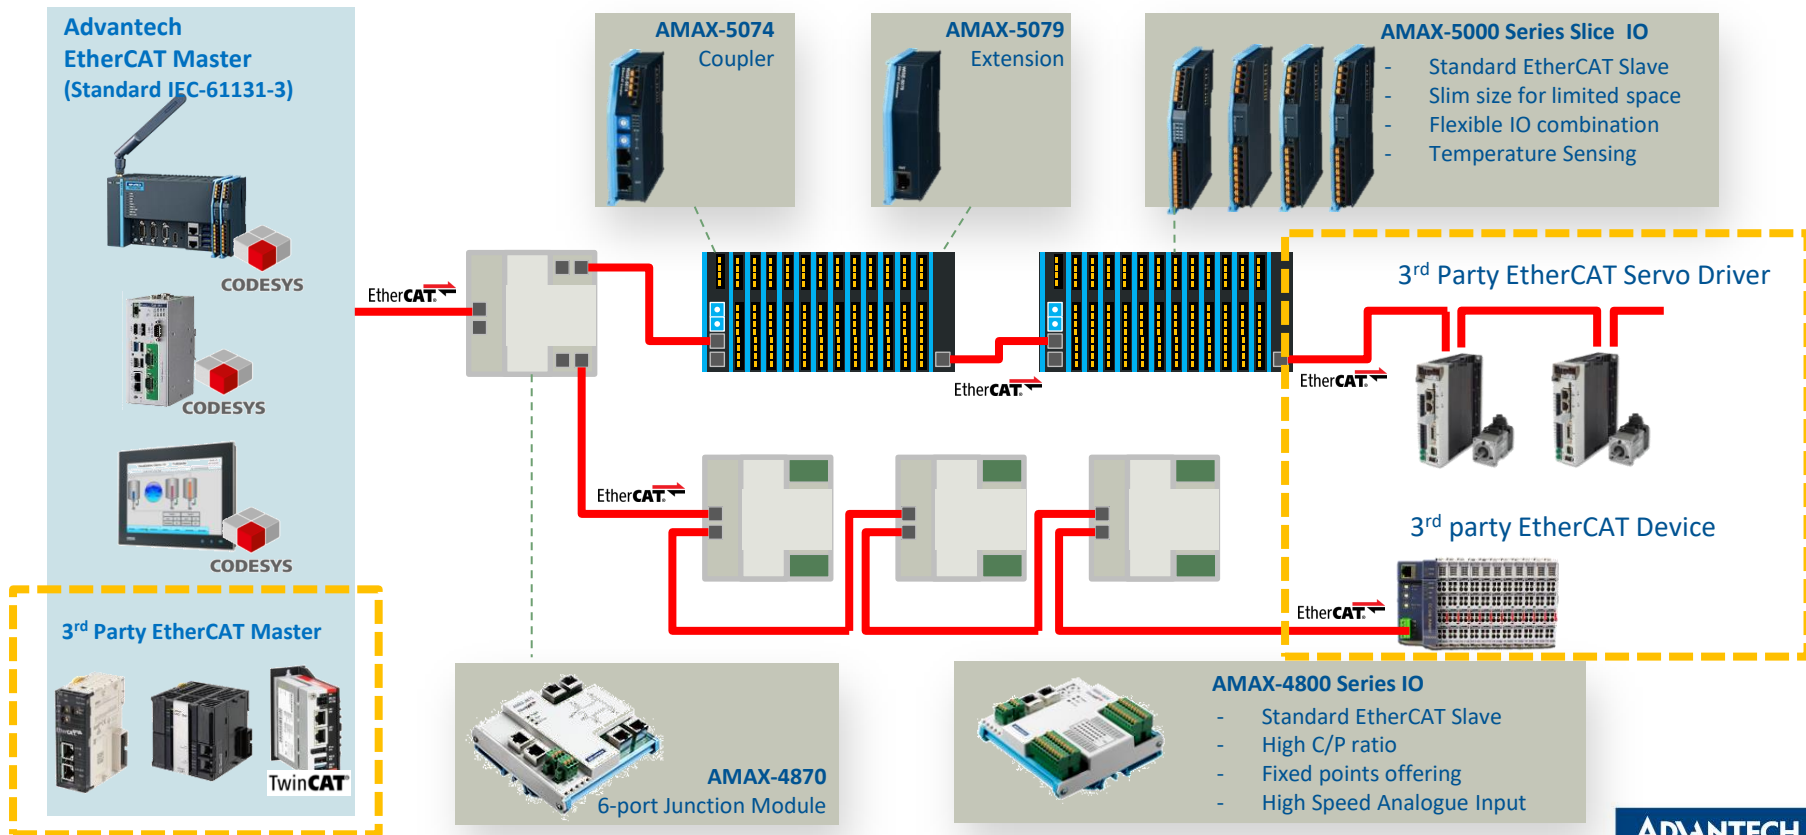 Advantech
EtherCAT Master
(Standard IEC-61131-3)
CODESYS
CODESYS
CODESYS
3rd Party EtherCAT Master
TwinCAT
AMAX-5074
Coupler
AMAX-5079
Extension
AMAX-5000 Series Slice IO
- Standard EtherCAT Slave
- Slim size for limited space
- Flexible IO combination
- Temperature Sensing
EtherCAT
EtherCAT
EtherCAT
3rd Party EtherCAT Servo Driver
EtherCAT
3rd party EtherCAT Device
EtherCAT
AMAX-4870
6-port Junction Module
AMAX-4800 Series IO
- Standard EtherCAT Slave
- High C/P ratio
- Fixed points offering
- High Speed Analogue Input
ADVANTECH